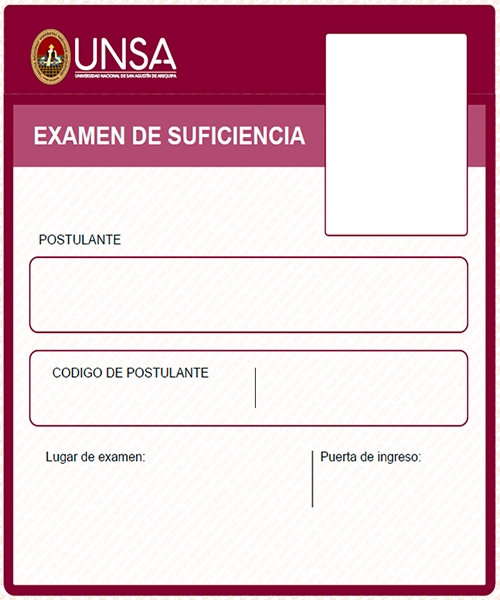 UNSA
UNIVERSIDAD NACIONAL DE SAN AGUSTÍN DE AREQUIPA
EXAMEN DE SUFICIENCIA
POSTULANTE
CODIGO DE POSTULANTE
Lugar de examen:
Puerta de ingreso: